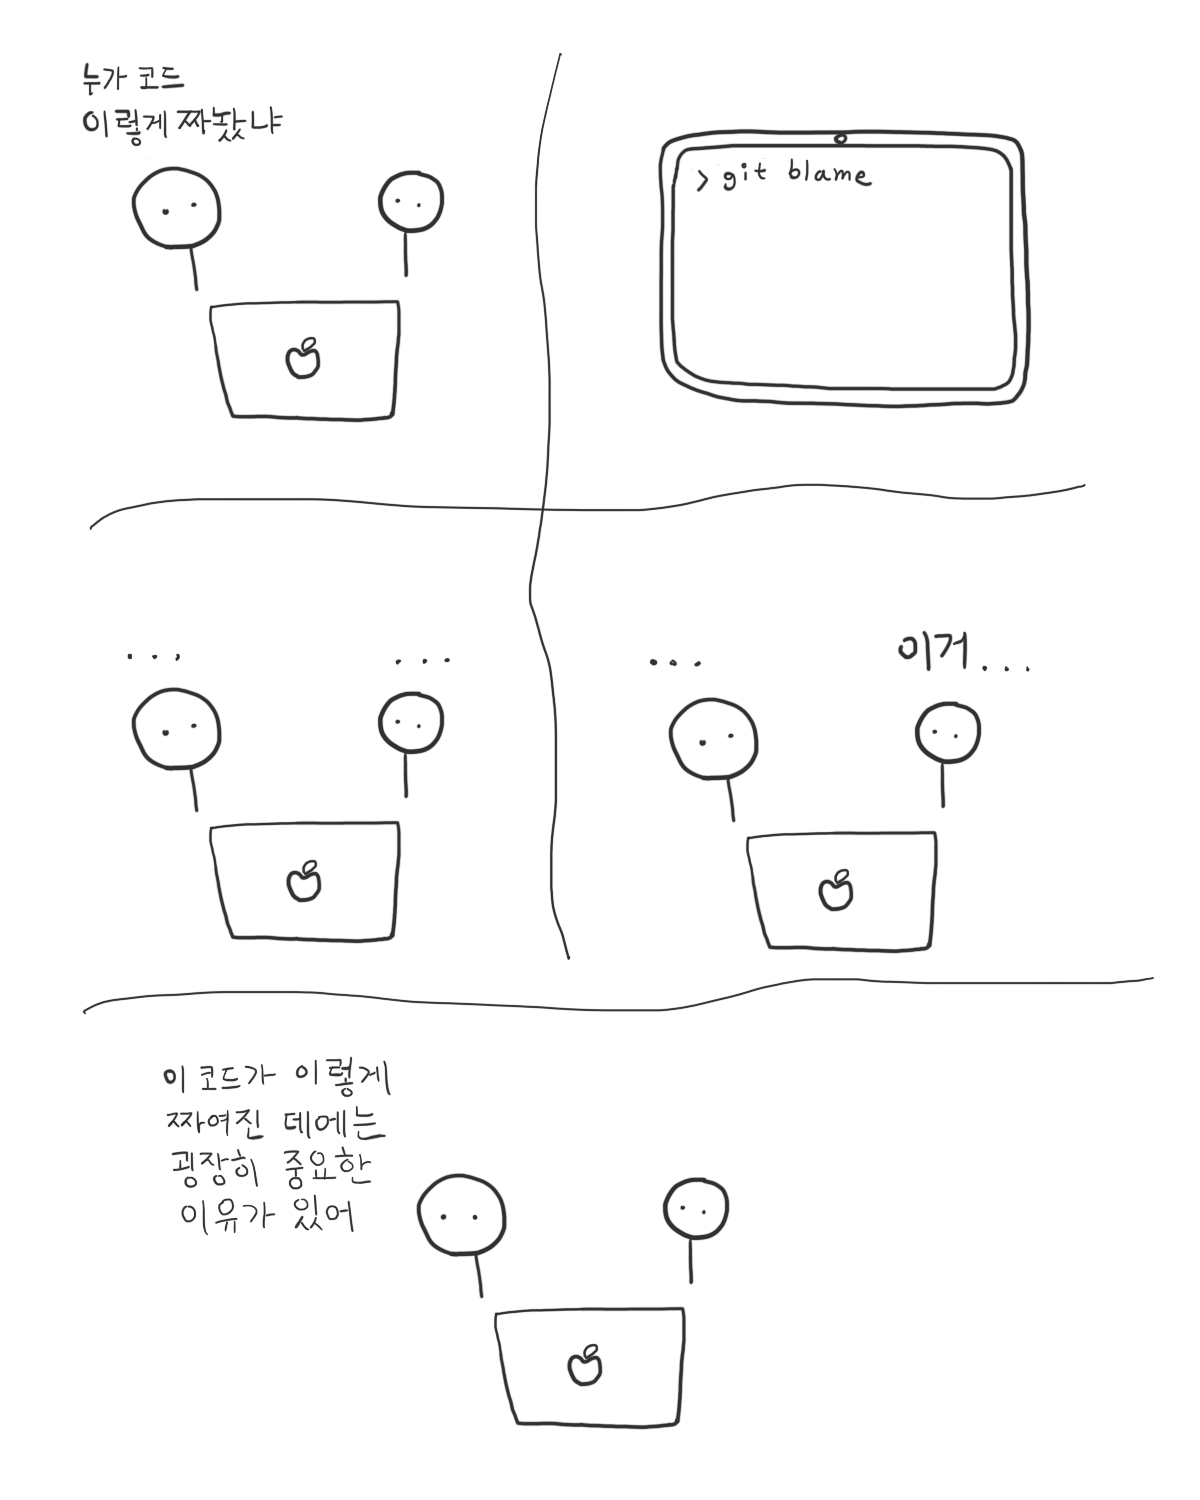 누가 코드
이렇게 짜놨냐
> git blame
...
...
...
이거...
이 코드가 이렇게
짜여진 데에는
굉장히 중요한
이유가 있어